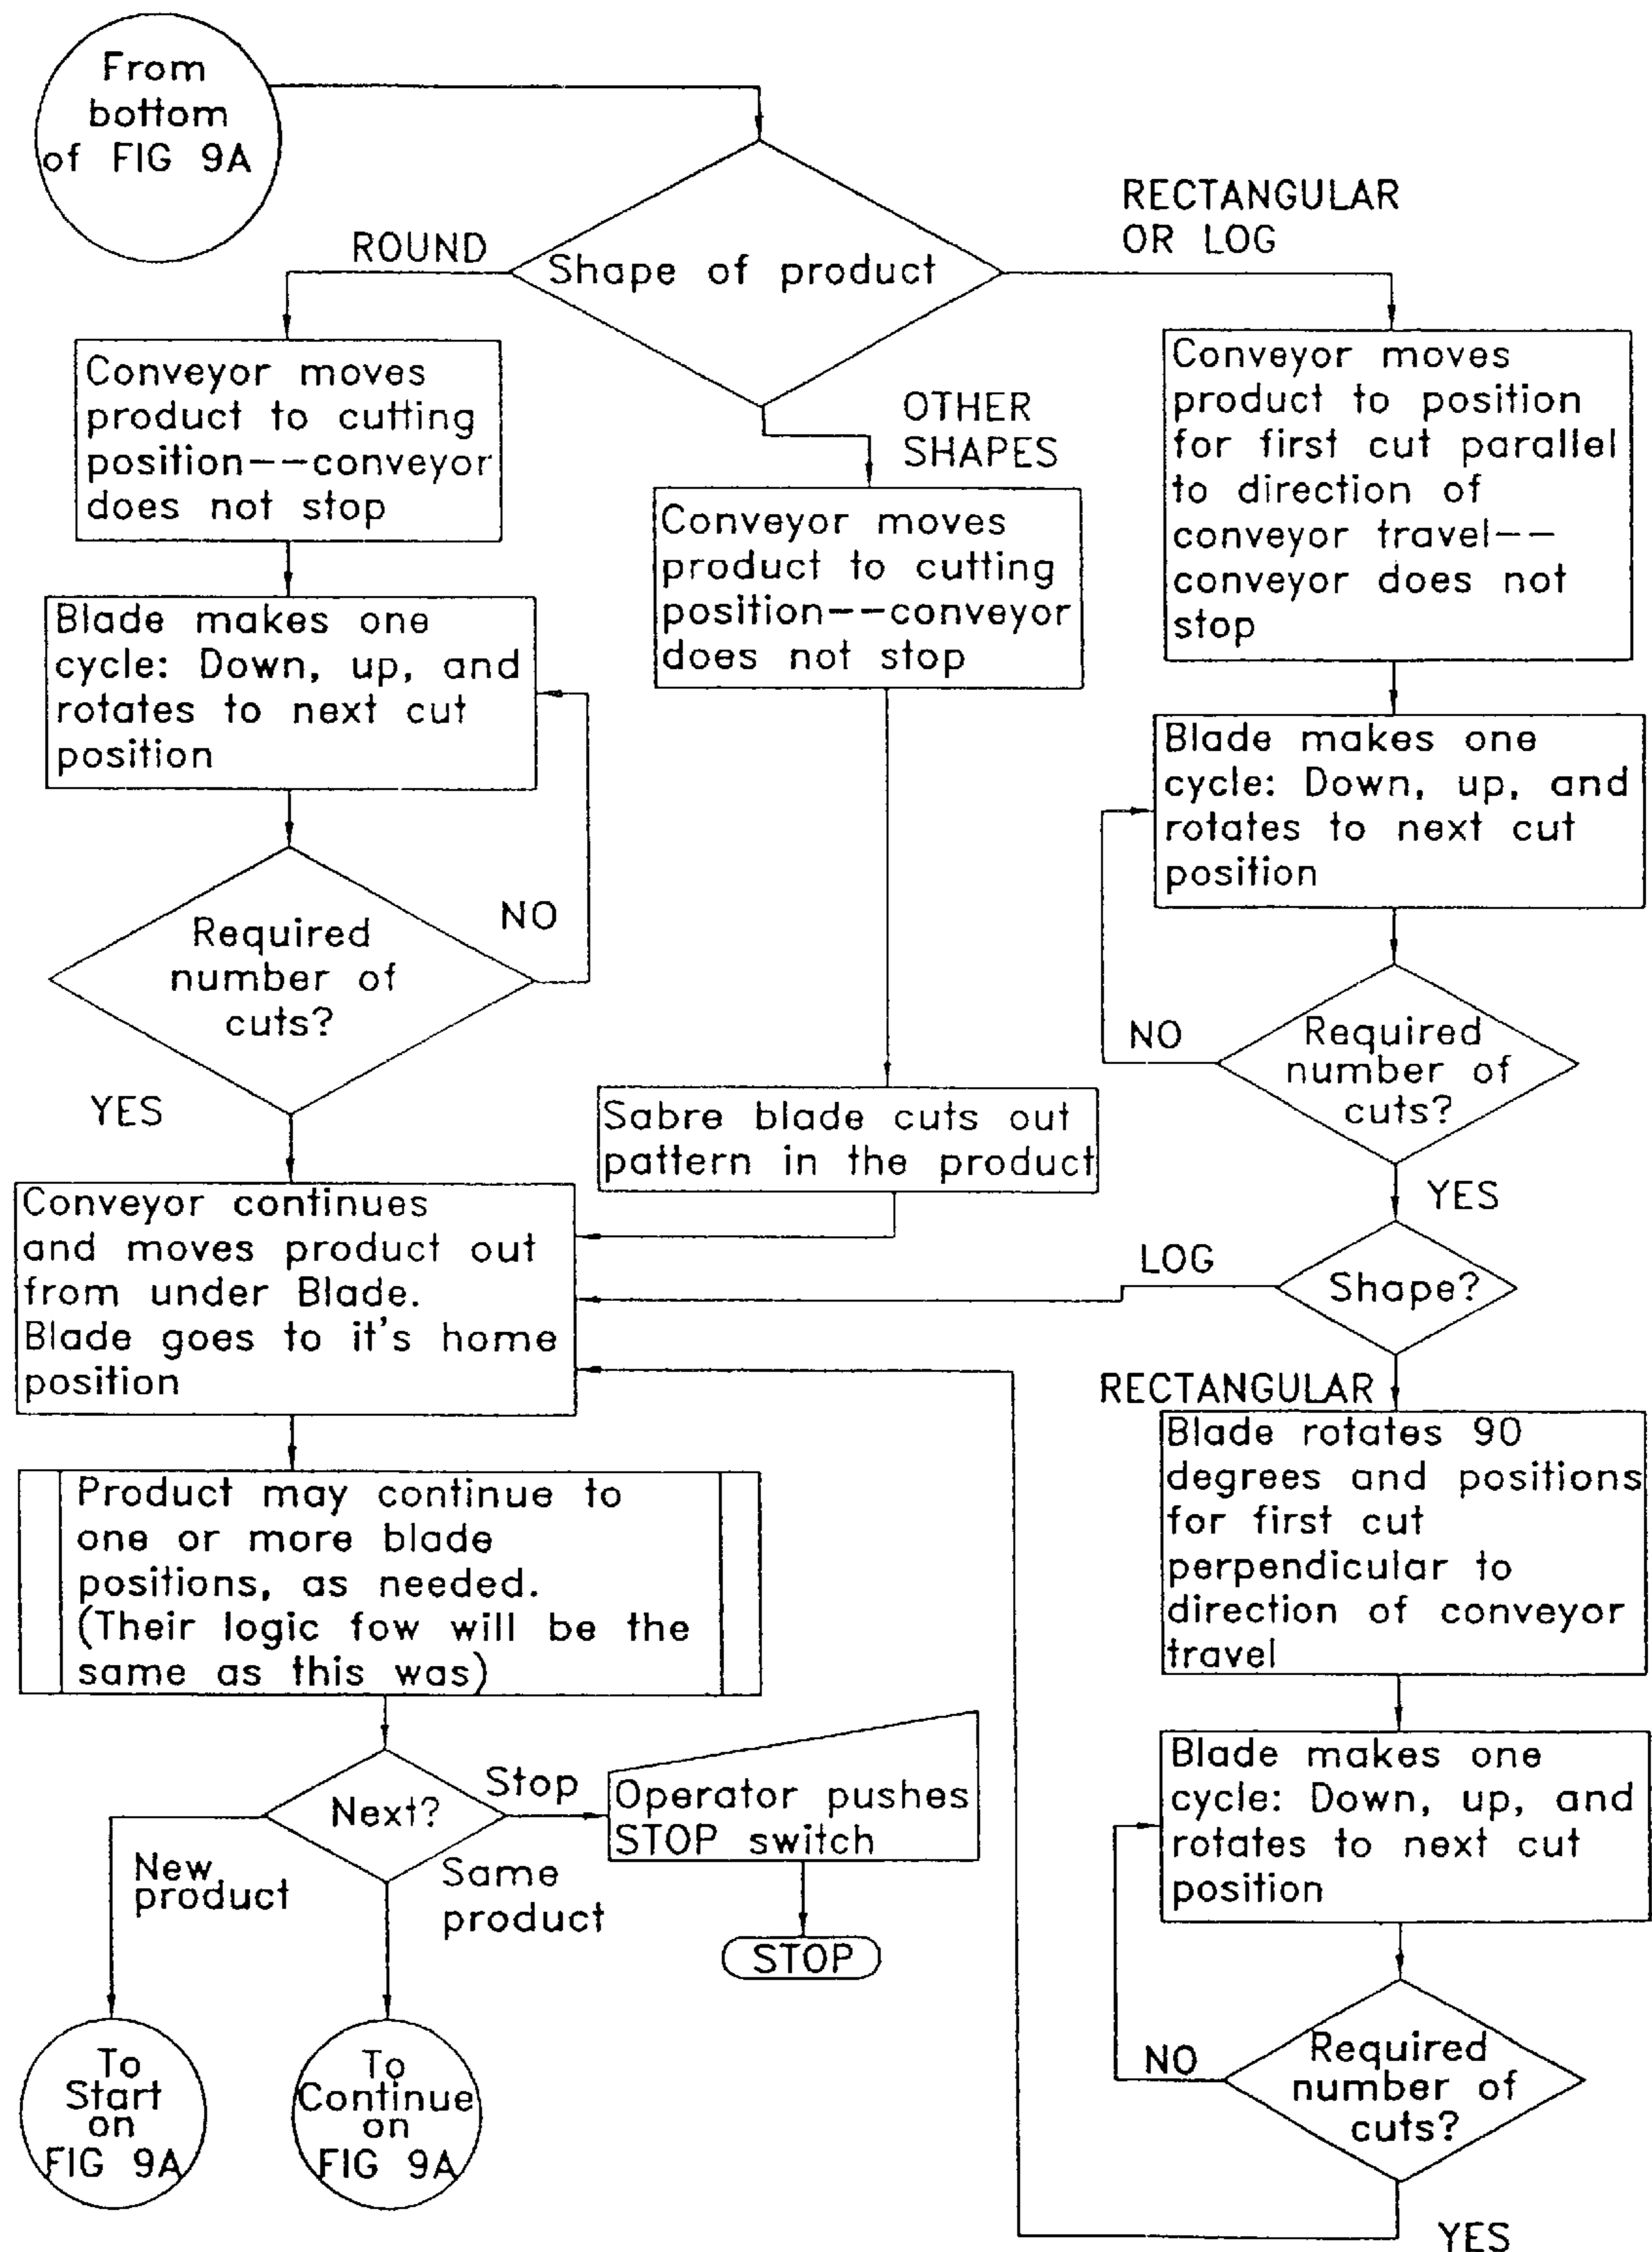 From
bottom
of FIG 9A
Shape of product
ROUND
RECTANGULAR
OR LOG
OTHER
SHAPES
Conveyor moves
product to cutting
position--conveyor
does not stop
Blade makes one
cycle: Down, up, and
rotates to next cut
position
Required
number of
cuts?
NO
YES
Conveyor moves
product to cutting
position--conveyor
does not stop
Sabre blade cuts out
pattern in the product
Conveyor moves
product to position
for first cut parallel
to direction of
conveyor travel--
conveyor does not
stop
Blade makes one
cycle: Down, up, and
rotates to next cut
position
Required
number of
cuts?
NO
YES
Shape?
LOG
RECTANGULAR
Blade rotates 90
degrees and positions
for first cut
perpendicular to
direction of conveyor
travel
Blade makes one
cycle: Down, up, and
rotates to next cut
position
Required
number of
cuts?
NO
YES
Conveyor continues
and moves product out
from under Blade.
Blade goes to it's home
position
Product may continue to
one or more blade
positions, as needed.
(Their logic fow will be the
same as this was)
Next?
Stop
Operator pushes
STOP switch
STOP
New
product
Same
product
To
Start
on
FIG 9A
To
Continue
on
FIG 9A